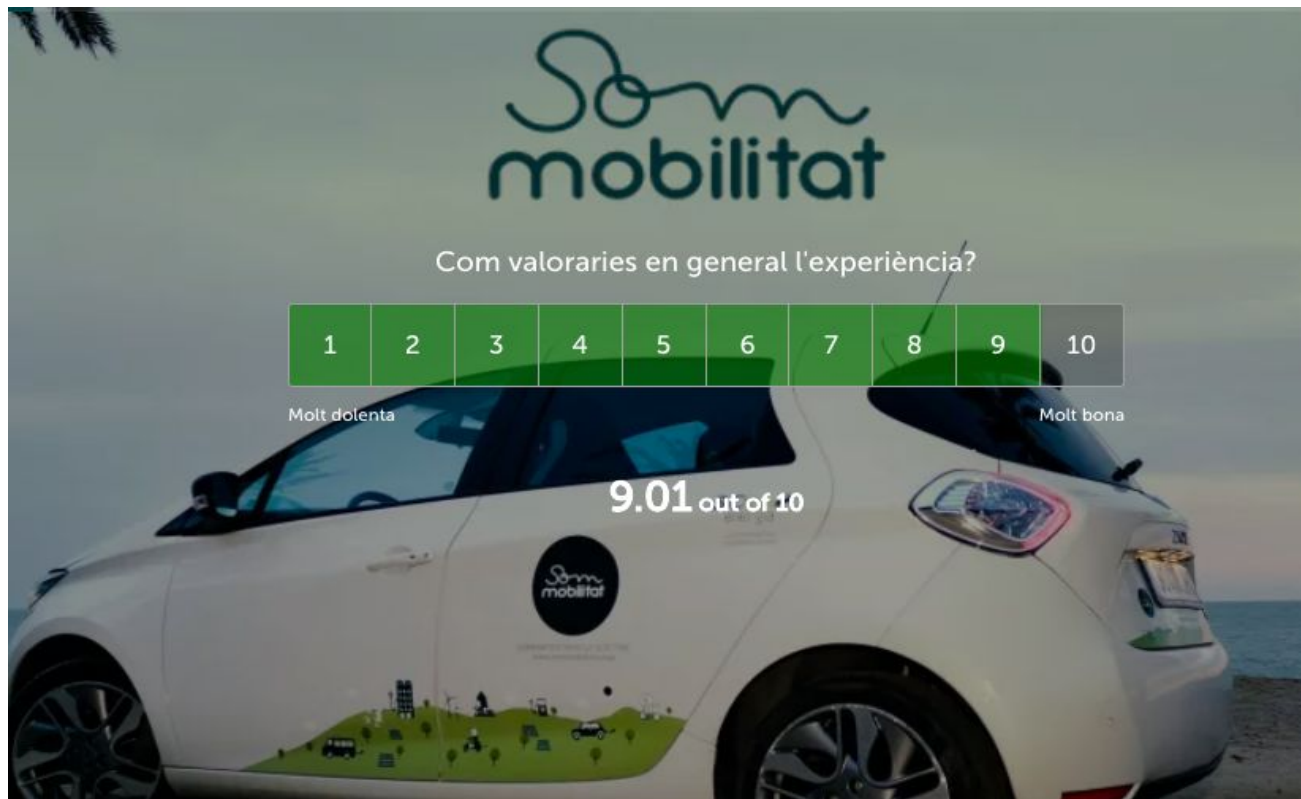 Som
mobilitat
Com valoraries en general l'experiència?
1 2 3 4 5 6 7 8 9 10
Molt dolenta Molt bona
9.01 out of 10
Som
mobilitat